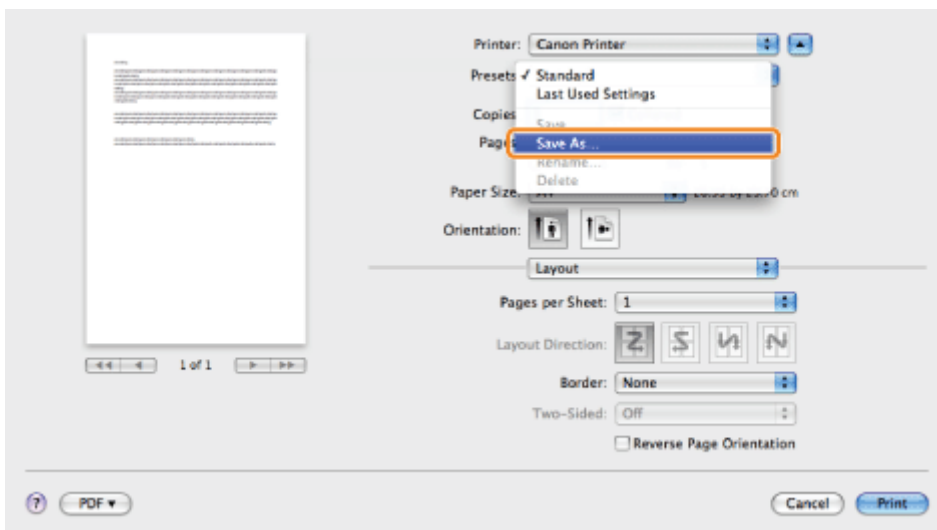 Printer: Canon Printer
Presets ✓ Standard
Last Used Settings
Copies
Save
Pages
Save As...
Rename...
Delete
Paper Size:
Orientation:
Layout
Pages per Sheet: 1
Layout Direction:
1 of 1
Border: None
Two-Sided: Off
Reverse Page Orientation
? PDF ▼ Cancel Print